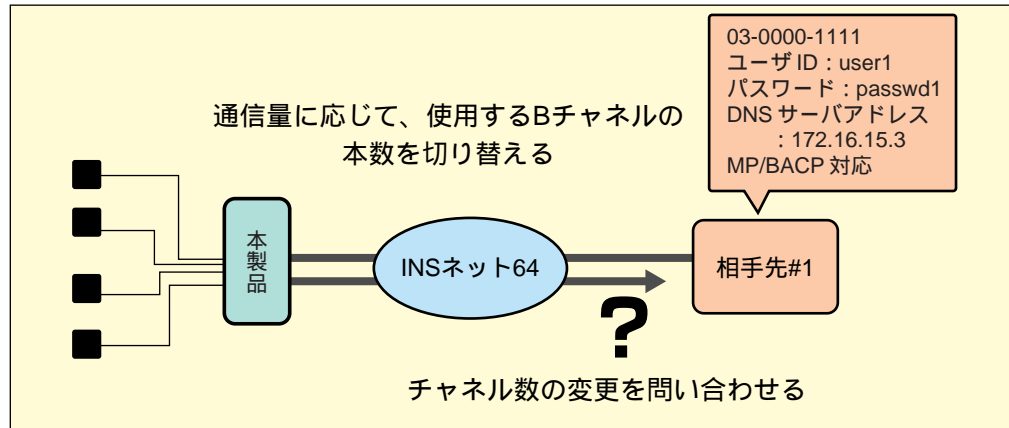 03-0000-1111
ユーザ ID：user1
パスワード：passwd1
DNS サーバアドレス
：172.16.15.3
MP/BACP 対応
通信量に応じて、使用するBチャネルの
本数を切り替える
本製品
INSネット64
相手先#1
?
チャネル数の変更を問い合わせる